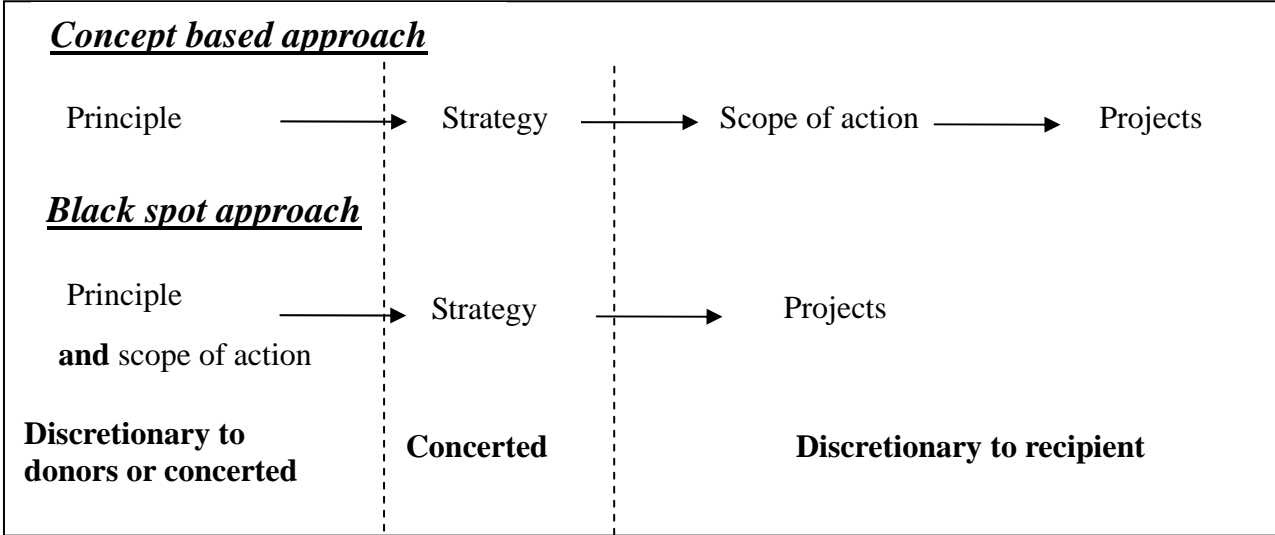 Concept based approach
Principle Strategy Scope of action Projects
Black spot approach
Principle
Strategy Projects
and scope of action
Discretionary to
donors or concerted
Concerted
Discretionary to recipient